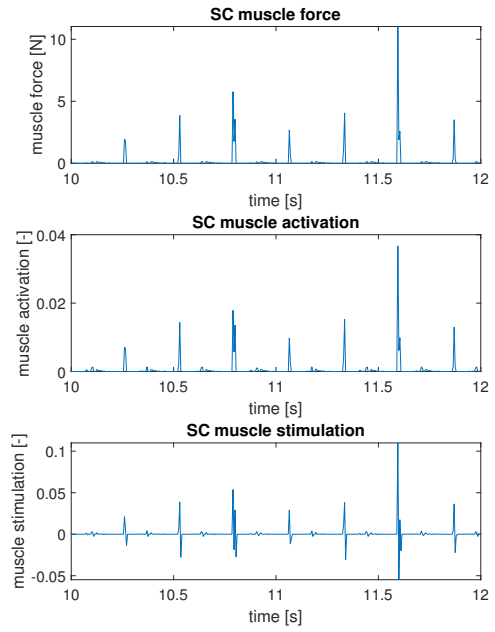 SC muscle force
10
5
0
muscle force [N]
10 10.5 11 11.5 12
time [s]
SC muscle activation
0.04
0.02
0
muscle activation [-]
10 10.5 11 11.5 12
time [s]
SC muscle stimulation
0.1
0.05
0
-0.05
muscle stimulation [-]
10 10.5 11 11.5 12
time [s]